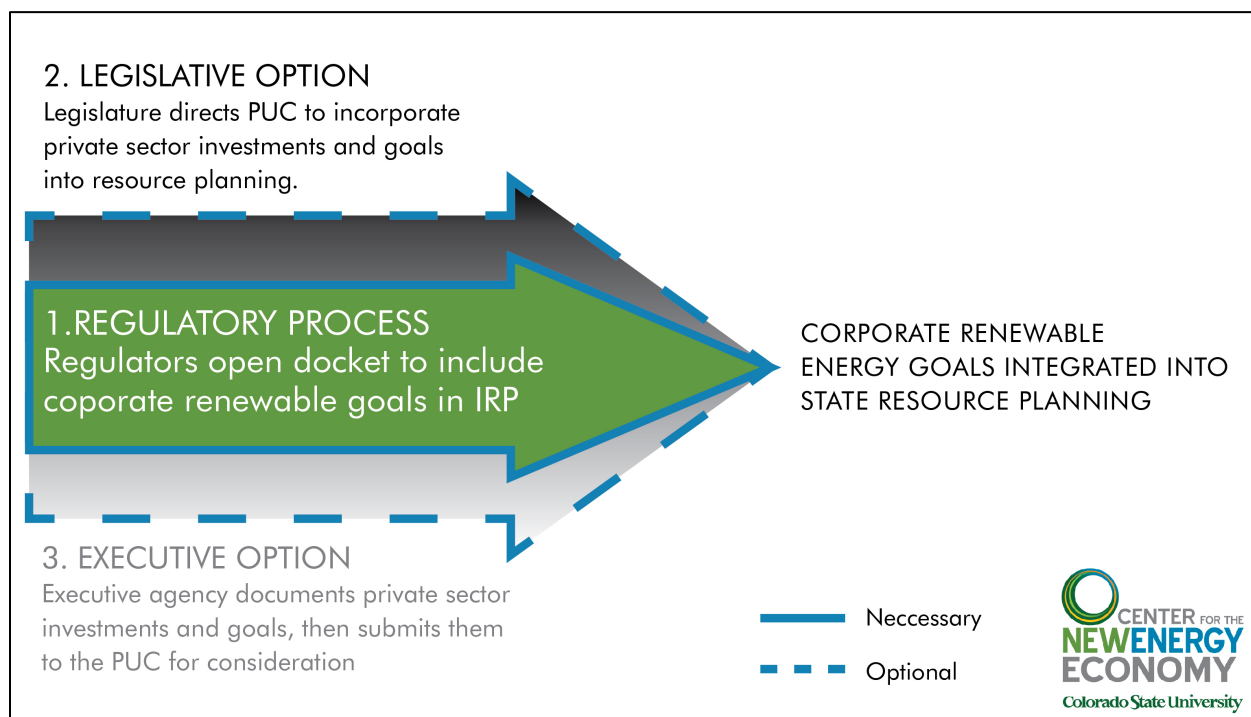 2. LEGISLATIVE OPTION
Legislature directs PUC to incorporate
private sector investments and goals
into resource planning.
1.REGULATORY PROCESS
Regulators open docket to include
coporate renewable goals in IRP
CORPORATE RENEWABLE
ENERGY GOALS INTEGRATED INTO
STATE RESOURCE PLANNING
3. EXECUTIVE OPTION
Executive agency documents private sector
investments and goals, then submits them
to the PUC for consideration
Neccessary
Optional
CENTER FOR THE
NEWENERGY
ECONOMY
Colorado State University